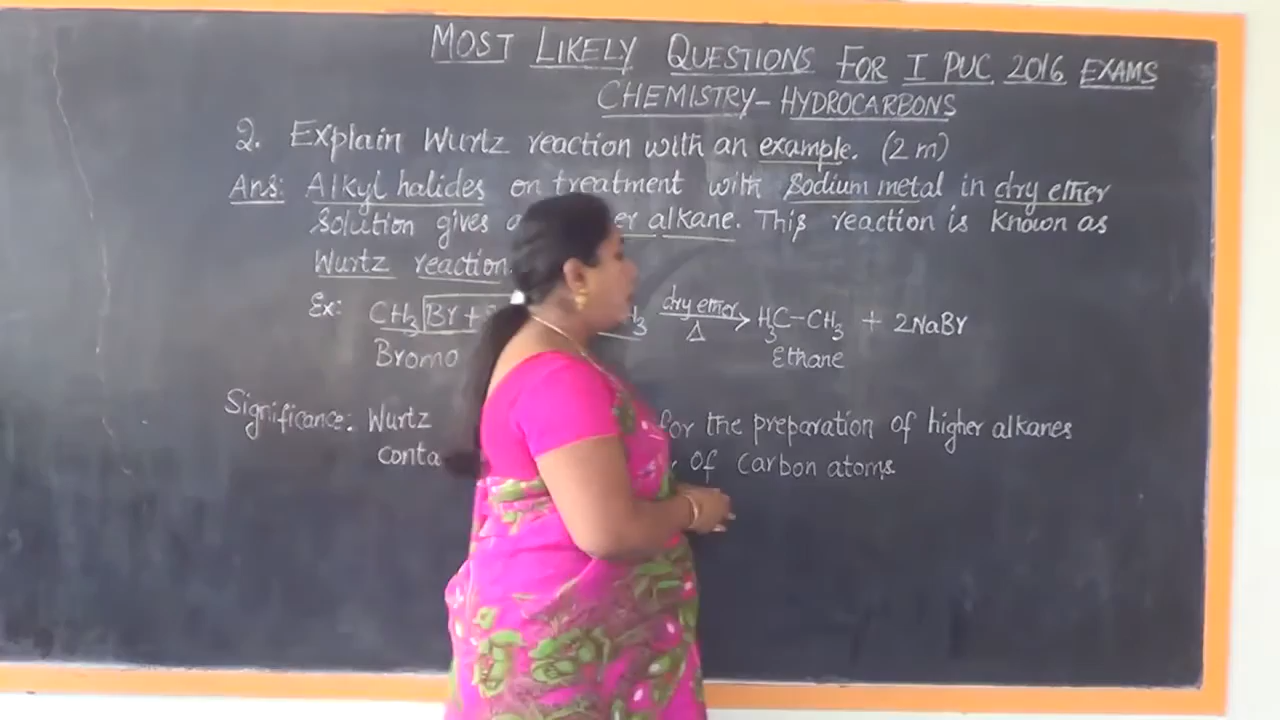 MOST LIKELY QUESTIONS FOR I PUC 2016 EXAMS
CHEMISTRY - HYDROCARBONS
2. Explain Wurtz reaction with an example. (2m)
Ans: Alkyl halides on treatment with Sodium metal in dry ether
Solution gives alkane. This reaction is known as
Wurtz reaction.
Ex: CH3 Br + H3 dry ether Δ → H3C-CH3 + 2NaBr
Bromo Ethane
Significance: Wurtz for the preparation of higher alkanes
of Carbon atoms.